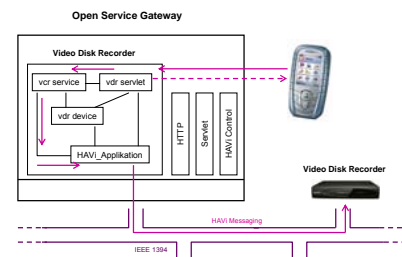 Open Service Gateway
Video Disk Recorder
vcr service
vdr servlet
vdr device
HAVi_Applikation
HTTP
Servlet
HAVi Control
Video Disk Recorder
HAVi Messaging
IEEE 1394